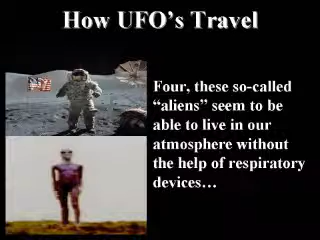 How UFO’s Travel
Four, these so-called
“aliens” seem to be
able to live in our
atmosphere without
the help of respiratory
devices…